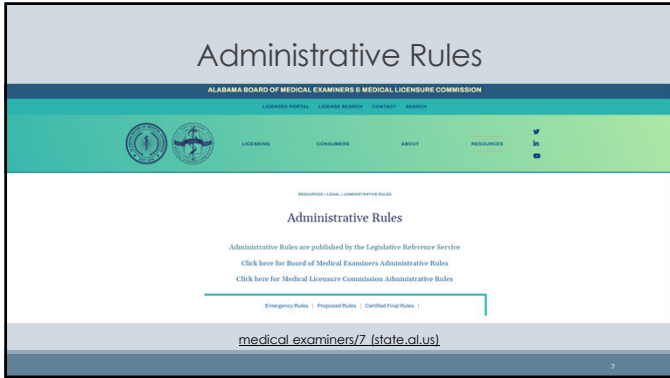 Administrative Rules
ALABAMA BOARD OF MEDICAL EXAMINERS & MEDICAL LICENSURE COMMISSION
LICENSEE PORTAL LICENSE SEARCH CONTACT SEARCH
LICENSING CONSUMERS ABOUT RESOURCES
RESOURCES » LEGAL » ADMINISTRATIVE RULES
Administrative Rules
Administrative Rules are published by the Legislative Reference Service
Click here for Board of Medical Examiners Administrative Rules
Click here for Medical Licensure Commission Administrative Rules
Emergency Rules | Proposed Rules | Certified Final Rules |
medical examiners/7 (state.al.us)
7